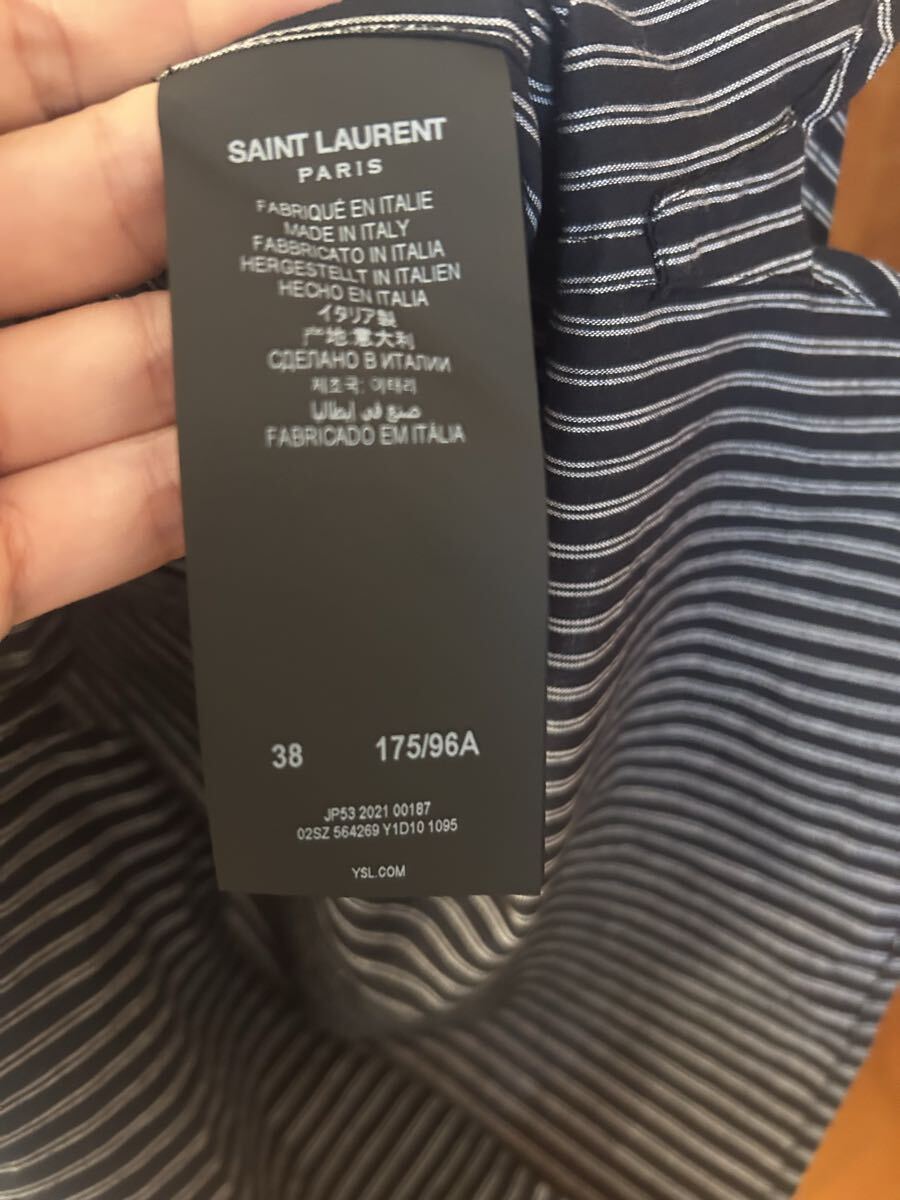 SAINT LAURENT
PARIS
FABRIQUÉ EN ITALIE
MADE IN ITALY
FABBRICATO IN ITALIA
HERGESTELLT IN ITALIEN
HECHO EN ITALIA
イタリア製
产地:意大利
СДЕЛАНО В ИТАЛИИ
제조국: 이태리
صنع في إيطاليا
FABRICADO EM ITÁLIA
38 175/96A
JP53 2021 00187
02SZ 564269 Y1D10 1095
YSL.COM